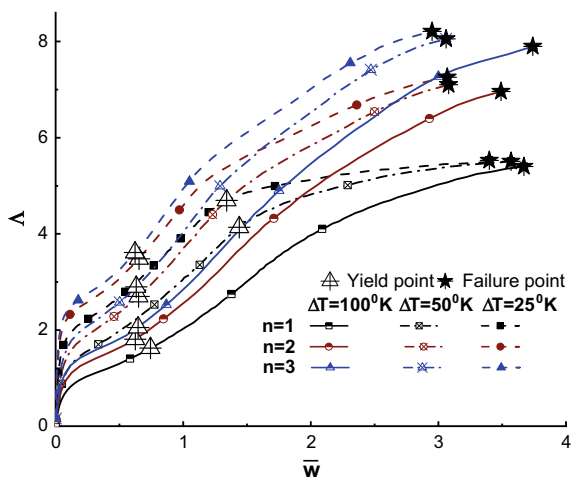 8
6
4
2
0
Λ
Yield point
Failure point
ΔT=100⁰K ΔT=50⁰K ΔT=25⁰K
n=1
n=2
n=3
0 1 2 3 4
w̅